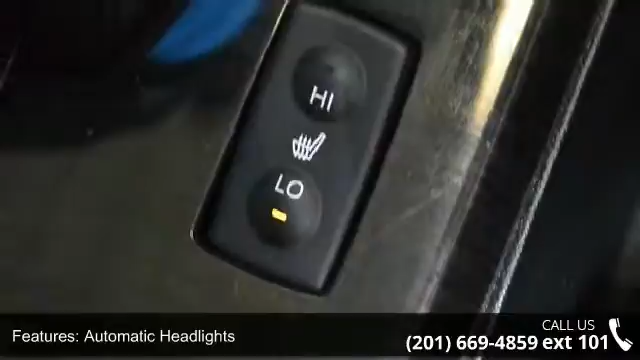 HI
LO
Features: Automatic Headlights
CALL US
(201) 669-4859 ext 101